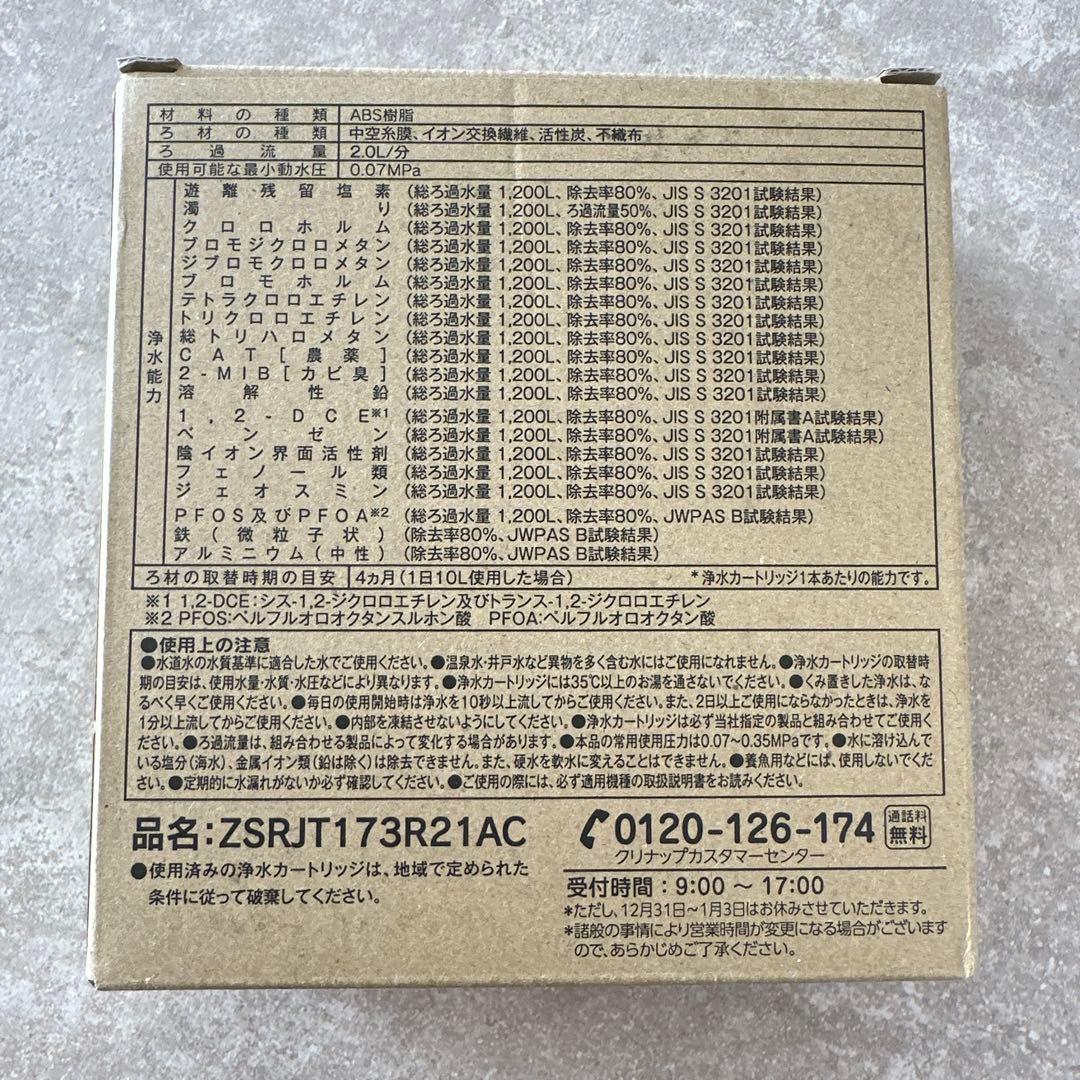 材料の種類 ABS樹脂
ろ材の種類 中空糸膜、イオン交換繊維、活性炭、不織布
ろ過流量 2.0L/分
使用可能な最小動水圧 0.07MPa
浄水能力
遊離残留塩素 (総ろ過水量 1,200L、除去率80%、JIS S 3201試験結果)
濁り (総ろ過水量 1,200L、ろ過流量50%、JIS S 3201試験結果)
クロロホルム (総ろ過水量 1,200L、除去率80%、JIS S 3201試験結果)
ブロモジクロロメタン (総ろ過水量 1,200L、除去率80%、JIS S 3201試験結果)
ジブロモクロロメタン (総ろ過水量 1,200L、除去率80%、JIS S 3201試験結果)
ブロモホルム (総ろ過水量 1,200L、除去率80%、JIS S 3201試験結果)
テトラクロロエチレン (総ろ過水量 1,200L、除去率80%、JIS S 3201試験結果)
トリクロロエチレン (総ろ過水量 1,200L、除去率80%、JIS S 3201試験結果)
総トリハロメタン (総ろ過水量 1,200L、除去率80%、JIS S 3201試験結果)
CAT[農薬] (総ろ過水量 1,200L、除去率80%、JIS S 3201試験結果)
2-MIB[カビ臭] (総ろ過水量 1,200L、除去率80%、JIS S 3201試験結果)
溶解性鉛 (総ろ過水量 1,200L、除去率80%、JIS S 3201試験結果)
1,2-DCE※1 (総ろ過水量 1,200L、除去率80%、JIS S 3201附属書A試験結果)
ベンゼン (総ろ過水量 1,200L、除去率80%、JIS S 3201附属書A試験結果)
陰イオン界面活性剤 (総ろ過水量 1,200L、除去率80%、JIS S 3201試験結果)
フェノール類 (総ろ過水量 1,200L、除去率80%、JIS S 3201試験結果)
ジェオスミン (総ろ過水量 1,200L、除去率80%、JIS S 3201試験結果)
PFOS及びPFOA※2 (総ろ過水量 1,200L、除去率80%、JWPAS B試験結果)
鉄(微粒子状) (除去率80%、JWPAS B試験結果)
アルミニウム(中性) (除去率80%、JWPAS B試験結果)
ろ材の取替時期の目安 4ヵ月(1日10L使用した場合) *浄水カートリッジ1本あたりの能力です。
※1 1,2-DCE:シス-1,2-ジクロロエチレン及びトランス-1,2-ジクロロエチレン
※2 PFOS:ペルフルオロオクタンスルホン酸 PFOA:ペルフルオロオクタン酸
●使用上の注意
●水道水の水質基準に適合した水でご使用ください。●温泉水・井戸水など異物を多く含む水にはご使用になれません。●浄水カートリッジの取替時
期の目安は、使用水量・水質・水圧などにより異なります。●浄水カートリッジには35℃以上のお湯を通さないでください。●くみ置きした浄水は、な
るべく早くご使用ください。●毎日の使用開始時は浄水を10秒以上流してからご使用ください。また、2日以上ご使用にならなかったときは、浄水を
1分以上流してからご使用ください。●内部を凍結させないようにしてください。●浄水カートリッジは必ず当社指定の製品と組み合わせてご使用く
ださい。●ろ過流量は、組み合わせる製品によって変化する場合があります。●本品の常用使用圧力は0.07~0.35MPaです。●水に溶け込んで
いる塩分(海水)、金属イオン類(鉛は除く)は除去できません。また、硬水を軟水に変えることはできません。●養魚用などには、使用しないでくだ
さい。●定期的に水漏れがないか必ず確認してください。●ご使用の際には、必ず適用機種の取扱説明書をお読みください。
品名:ZSRJT173R21AC
●使用済みの浄水カートリッジは、地域で定められた
条件に従って破棄してください。
0120-126-174 通話料無料
クリナップカスタマーセンター
受付時間:9:00 ~ 17:00
*ただし、12月31日~1月3日はお休みさせていただきます。
*諸般の事情により営業時間が変更になる場合がございます
ので、あらかじめご了承ください。